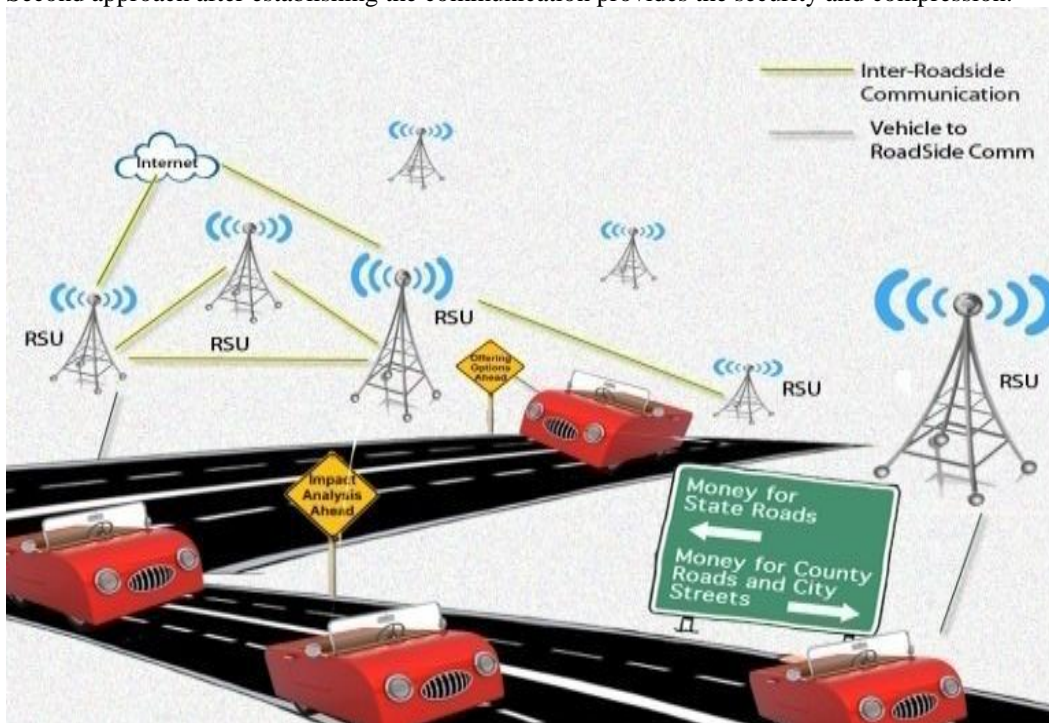 Second approach after establishing the communication provides the security and compression.
Inter-Roadside
Communication
Vehicle to
RoadSide Comm
Internet
RSU
RSU
RSU
RSU
RSU
Offering
Options
Ahead
Impact
Analysis
Ahead
Money for
State Roads
Money for County
Roads and City
Streets